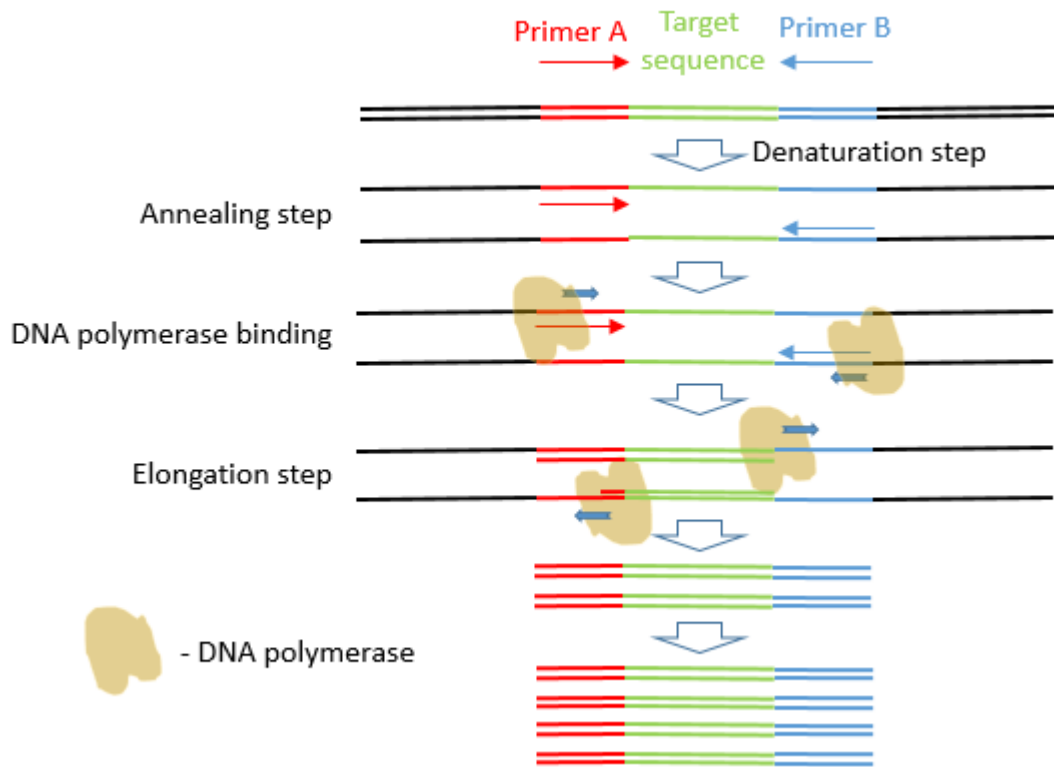 Primer A
Target
sequence
Primer B
Denaturation step
Annealing step
DNA polymerase binding
Elongation step
- DNA polymerase